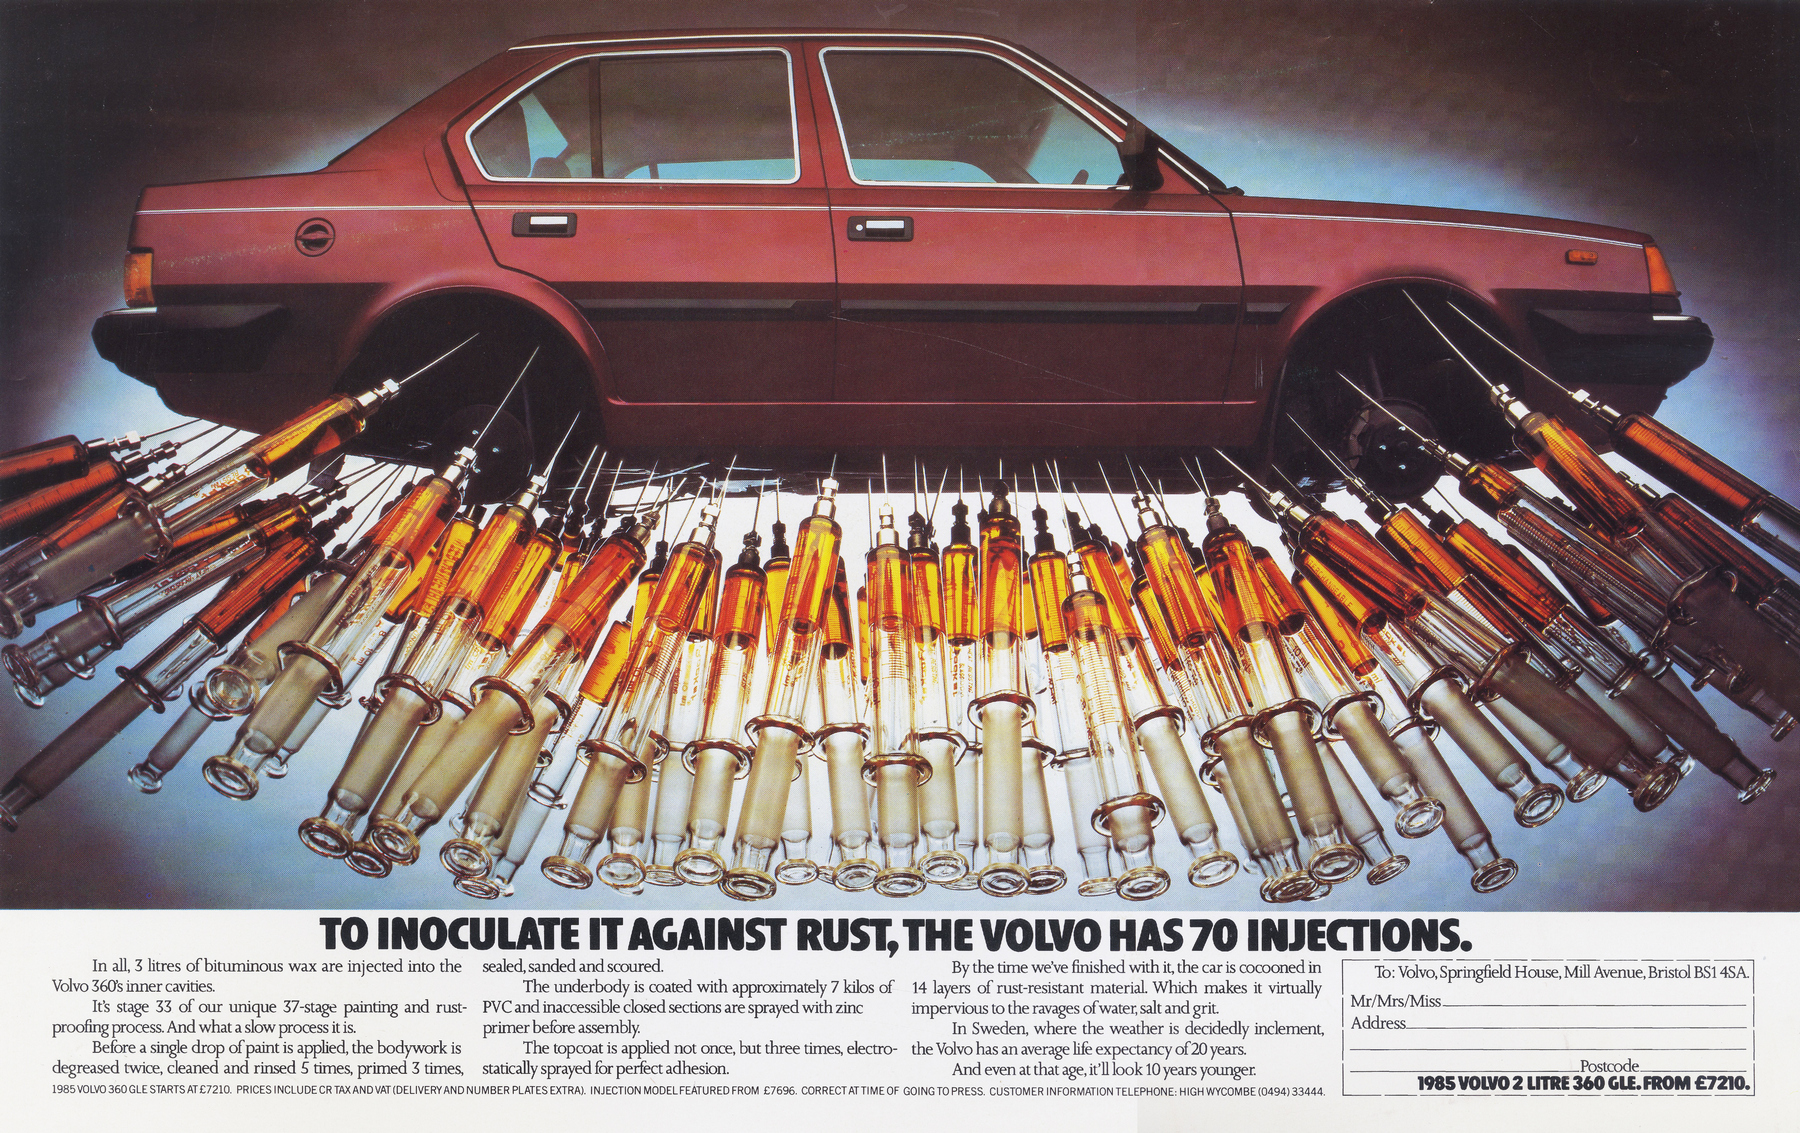 TO INOCULATE IT AGAINST RUST, THE VOLVO HAS 70 INJECTIONS.
In all, 3 litres of bituminous wax are injected into the
Volvo 360's inner cavities.
It's stage 33 of our unique 37-stage painting and rust-
proofing process. And what a slow process it is.
Before a single drop of paint is applied, the bodywork is
degreased twice, cleaned and rinsed 5 times, primed 3 times,
sealed, sanded and scoured.
The underbody is coated with approximately 7 kilos of
PVC and inaccessible closed sections are sprayed with zinc
primer before assembly.
The topcoat is applied not once, but three times, electro-
statically sprayed for perfect adhesion.
By the time we've finished with it, the car is cocooned in
14 layers of rust-resistant material. Which makes it virtually
impervious to the ravages of water, salt and grit.
In Sweden, where the weather is decidedly inclement,
the Volvo has an average life expectancy of 20 years.
And even at that age, it'll look 10 years younger.
To: Volvo, Springfield House, Mill Avenue, Bristol BS1 4SA.
Mr/Mrs/Miss
Address
Postcode
1985 VOLVO 2 LITRE 360 GLE. FROM £7210.
1985 VOLVO 360 GLE STARTS AT £7210. PRICES INCLUDE CR TAX AND VAT (DELIVERY AND NUMBER PLATES EXTRA). INJECTION MODEL FEATURED FROM £7696. CORRECT AT TIME OF GOING TO PRESS. CUSTOMER INFORMATION TELEPHONE: HIGH WYCOMBE (0494) 33444.